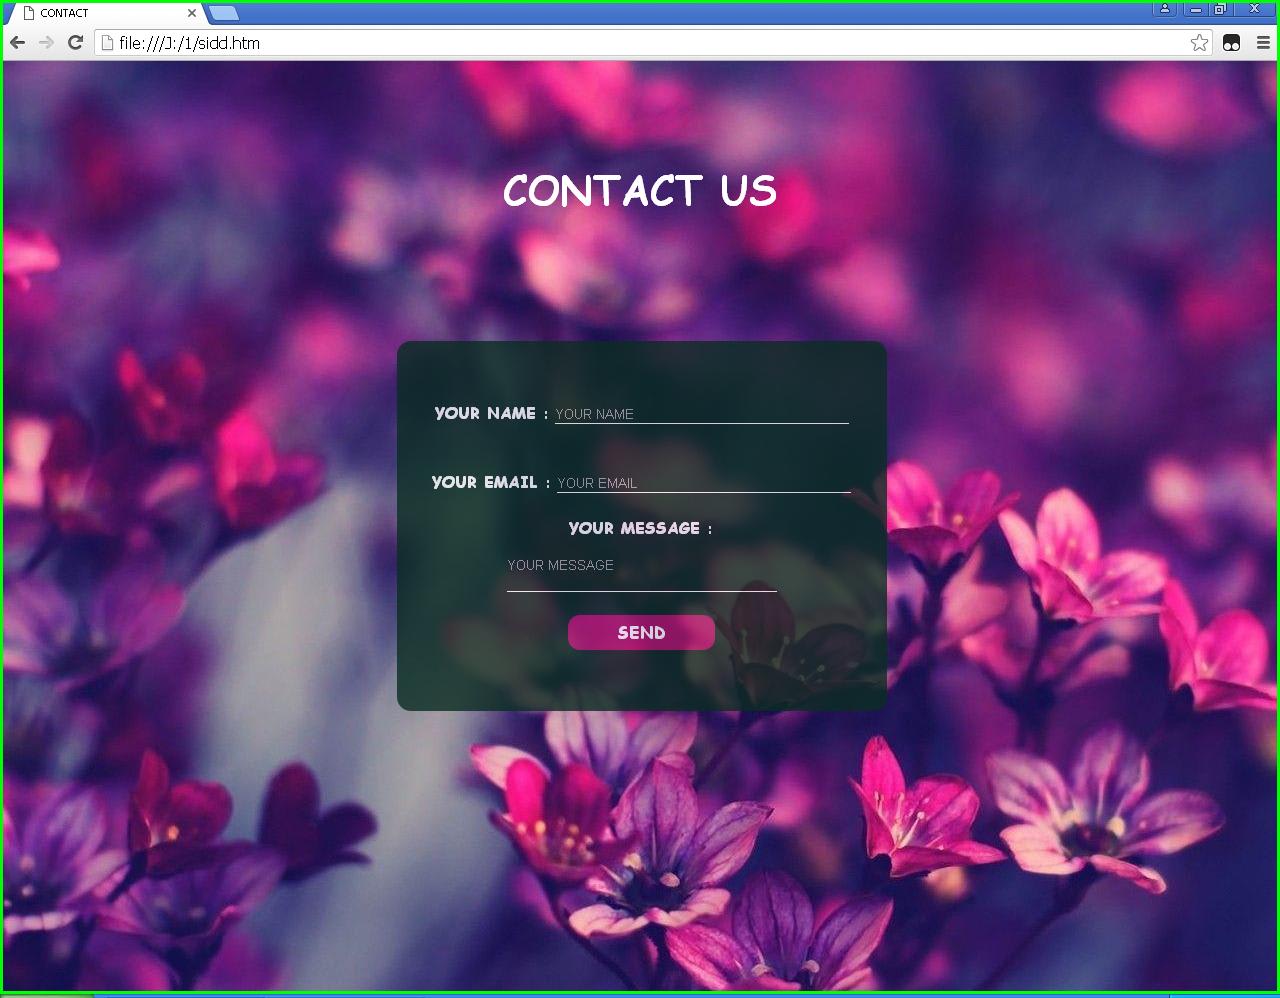 CONTACT
file:///J:/1/sidd.htm
CONTACT US
YOUR NAME : YOUR NAME
YOUR EMAIL : YOUR EMAIL
YOUR MESSAGE :
YOUR MESSAGE
SEND